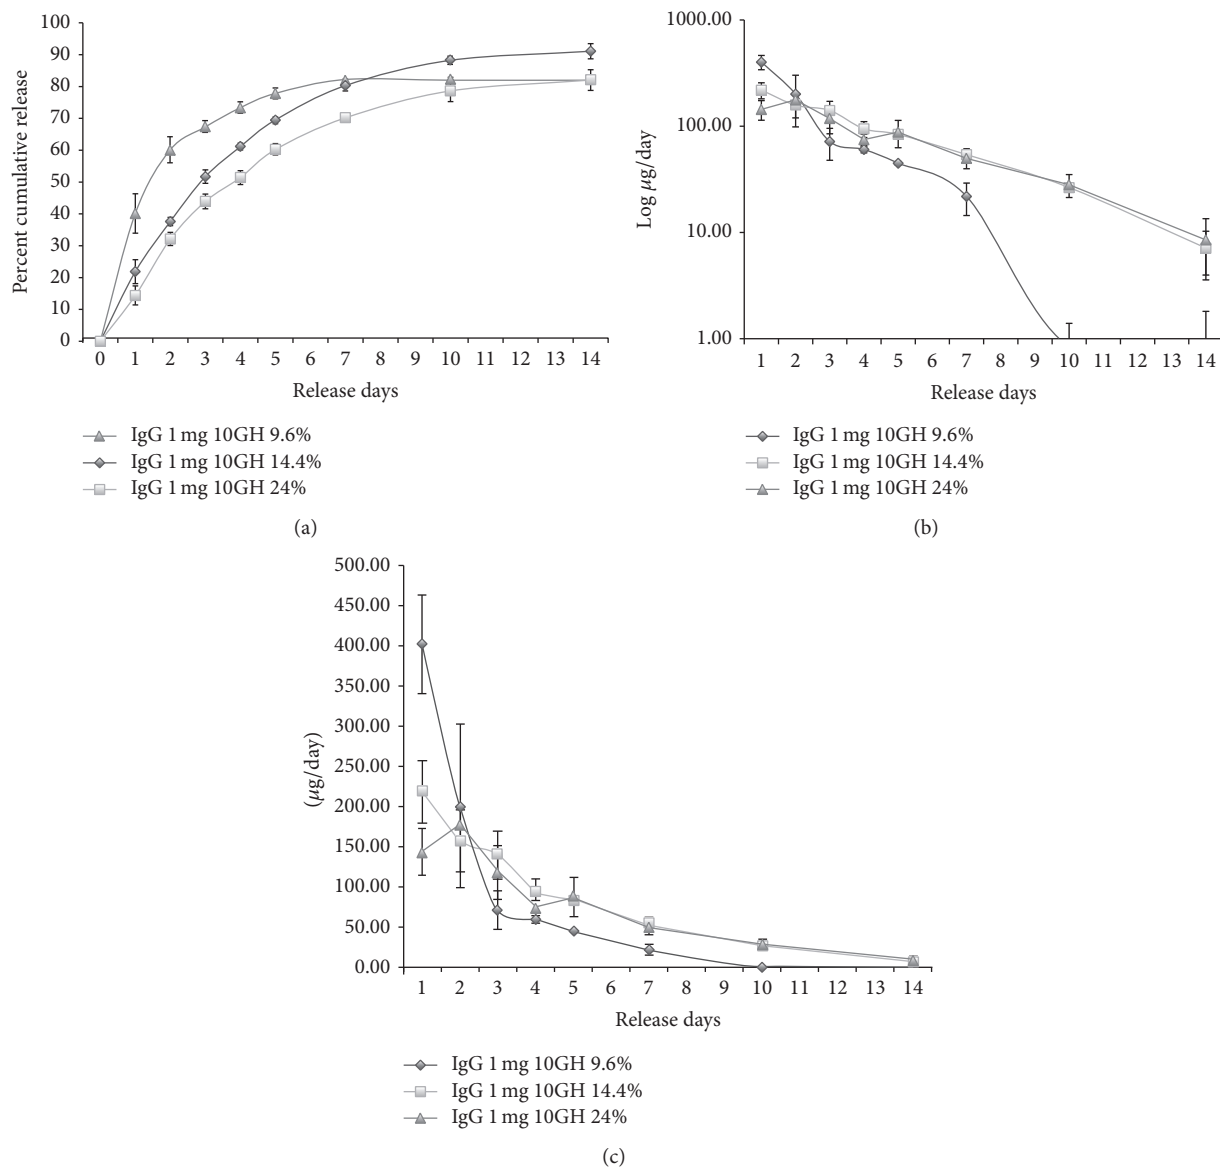 100
90
80
70
60
50
40
30
20
10
0
Percent cumulative release
0 1 2 3 4 5 6 7 8 9 10 11 12 13 14
Release days
IgG 1 mg 10GH 9.6%
IgG 1 mg 10GH 14.4%
IgG 1 mg 10GH 24%
(a)
1000.00
100.00
10.00
1.00
Log μg/day
1 2 3 4 5 6 7 8 9 10 11 12 13 14
Release days
IgG 1 mg 10GH 9.6%
IgG 1 mg 10GH 14.4%
IgG 1 mg 10GH 24%
(b)
500.00
450.00
400.00
350.00
300.00
250.00
200.00
150.00
100.00
50.00
0.00
(μg/day)
1 2 3 4 5 6 7 8 9 10 11 12 13 14
Release days
IgG 1 mg 10GH 9.6%
IgG 1 mg 10GH 14.4%
IgG 1 mg 10GH 24%
(c)